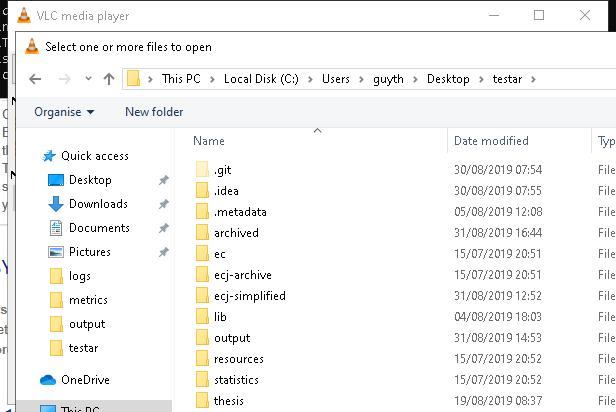 VLC media player
Select one or more files to open
This PC > Local Disk (C:) > Users > guyth > Desktop > testar >
Organise New folder
Name Date modified Typ
Quick access
Desktop
Downloads
Documents
Pictures
logs
metrics
output
testar
OneDrive
This PC
.git 30/08/2019 07:54 File
.idea 30/08/2019 07:55 File
.metadata 05/08/2019 12:08 File
archived 31/08/2019 16:44 File
ec 15/07/2019 20:51 File
ecj-archive 15/07/2019 20:51 File
ecj-simplified 31/08/2019 12:52 File
lib 04/08/2019 18:03 File
output 31/08/2019 14:53 File
resources 15/07/2019 20:52 File
statistics 15/07/2019 20:52 File
thesis 19/08/2019 08:37 File